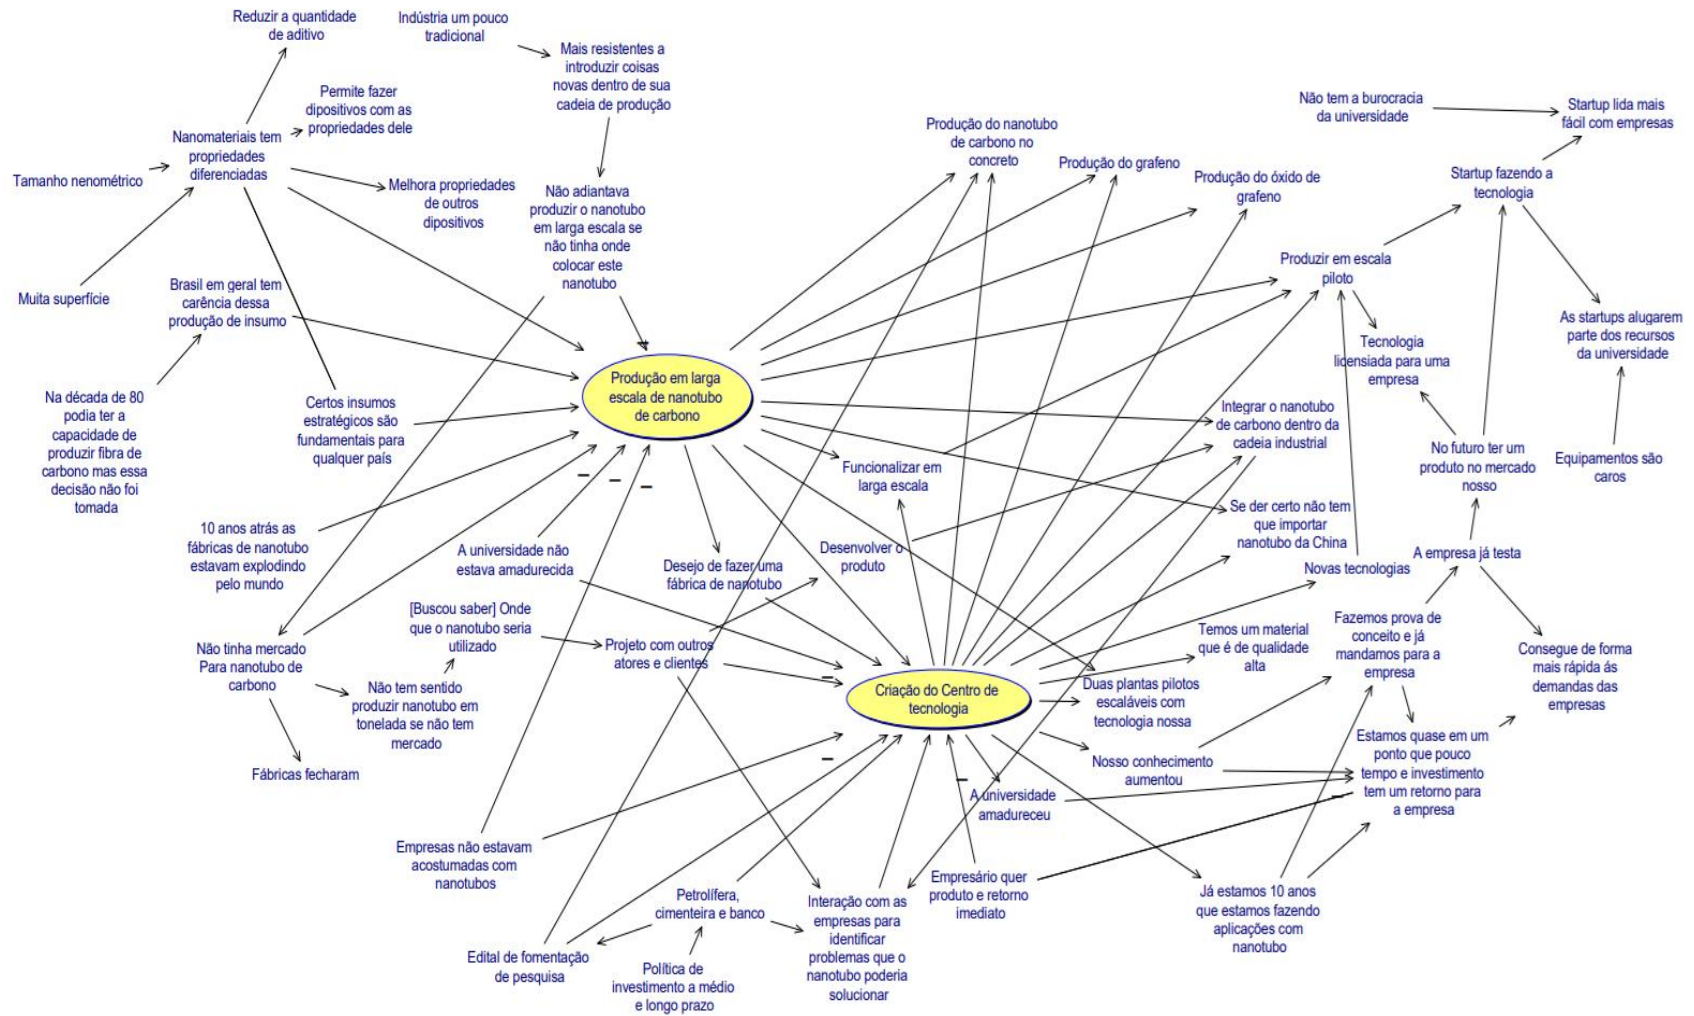 Reduzir a quantidade
de aditivo
Indústria um pouco
tradicional
Mais resistentes a
introduzir coisas
novas dentro de sua
cadeia de produção
Permite fazer
dipositivos com as
propriedades dele
Nanomateriais tem
propriedades
diferenciadas
Tamanho nenométrico
Melhora propriedades
de outros
dipositivos
Não adiantava
produzir o nanotubo
em larga escala se
não tinha onde
colocar este
nanotubo
Muita superfície
Brasil em geral tem
carência dessa
produção de insumo
Na década de 80
podia ter a
capacidade de
produzir fibra de
carbono mas essa
decisão não foi
tomada
Certos insumos
estratégicos são
fundamentais para
qualquer país
Produção em larga
escala de nanotubo
de carbono
Produção do nanotubo
de carbono no
concreto
Produção do grafeno
Produção do óxido de
grafeno
Não tem a burocracia
da universidade
Startup lida mais
fácil com empresas
Startup fazendo a
tecnologia
Produzir em escala
piloto
As startups alugarem
parte dos recursos
da universidade
Tecnologia
licensiada para uma
empresa
Integrar o nanotubo
de carbono dentro da
cadeia industrial
No futuro ter um
produto no mercado
nosso
Equipamentos são
caros
Funcionalizar em
larga escala
Se der certo não tem
que importar
nanotubo da China
10 anos atrás as
fábricas de nanotubo
estavam explodindo
pelo mundo
A universidade não
estava amadurecida
Desejo de fazer uma
fábrica de nanotubo
Desenvolver o
produto
Novas tecnologias
A empresa já testa
[Buscou saber] Onde
que o nanotubo seria
utilizado
Projeto com outros
atores e clientes
Temos um material
que é de qualidade
alta
Fazemos prova de
conceito e já
mandamos para a
empresa
Consegue de forma
mais rápida ás
demandas das
empresas
Não tinha mercado
Para nanotubo de
carbono
Não tem sentido
produzir nanotubo em
tonelada se não tem
mercado
Criação do Centro de
tecnologia
Duas plantas pilotos
escaláveis com
tecnologia nossa
Fábricas fecharam
Nosso conhecimento
aumentou
Estamos quase em um
ponto que pouco
tempo e investimento
tem um retorno para
a empresa
A universidade
amadureceu
Empresas não estavam
acostumadas com
nanotubos
Petrolífera,
cimenteira e banco
Interação com as
empresas para
identificar
problemas que o
nanotubo poderia
solucionar
Empresário quer
produto e retorno
imediato
Já estamos 10 anos
que estamos fazendo
aplicações com
nanotubo
Edital de fomentação
de pesquisa
Política de
investimento a médio
e longo prazo